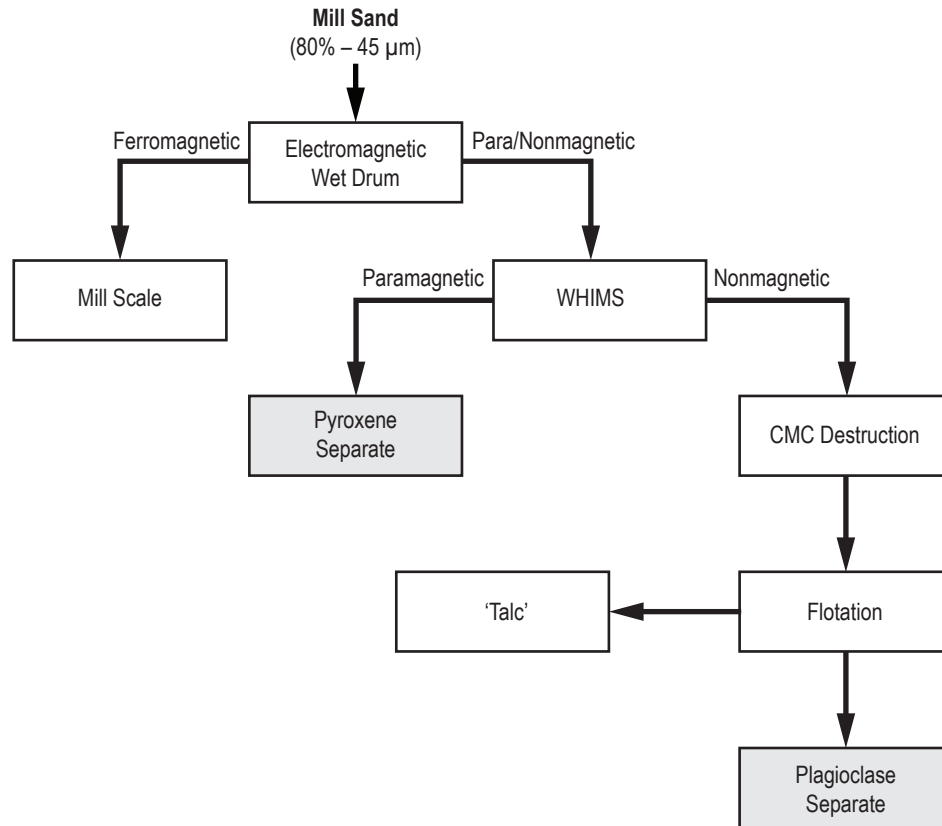 Mill Sand
(80% – 45 µm)
Ferromagnetic
Electromagnetic
Wet Drum
Para/Nonmagnetic
Mill Scale
Paramagnetic
WHIMS
Nonmagnetic
Pyroxene
Separate
CMC Destruction
‘Talc’
Flotation
Plagioclase
Separate